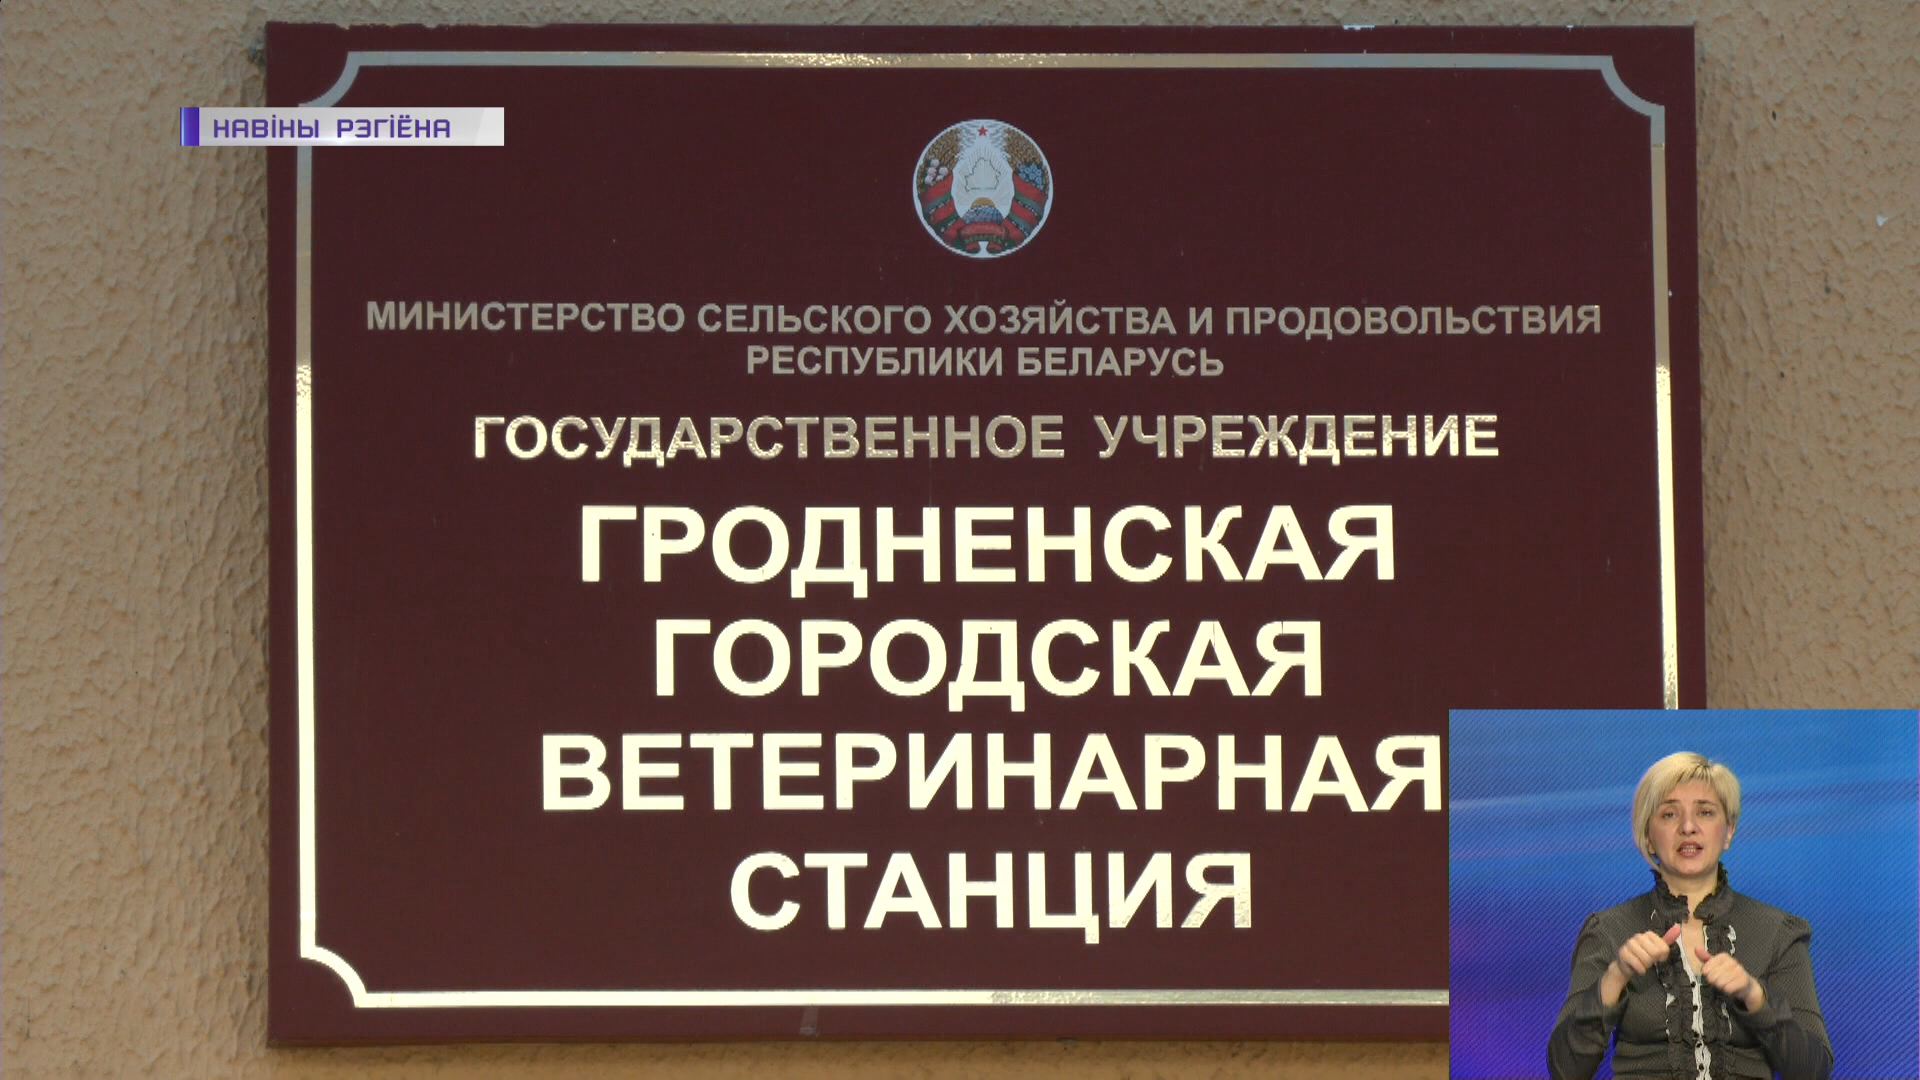 НАВІНЫ РЭГІЁНА
МИНИСТЕРСТВО СЕЛЬСКОГО ХОЗЯЙСТВА И ПРОДОВОЛЬСТВИЯ
РЕСПУБЛИКИ БЕЛАРУСЬ
ГОСУДАРСТВЕННОЕ УЧРЕЖДЕНИЕ
ГРОДНЕНСКАЯ
ГОРОДСКАЯ
ВЕТЕРИНАРНАЯ
СТАНЦИЯ